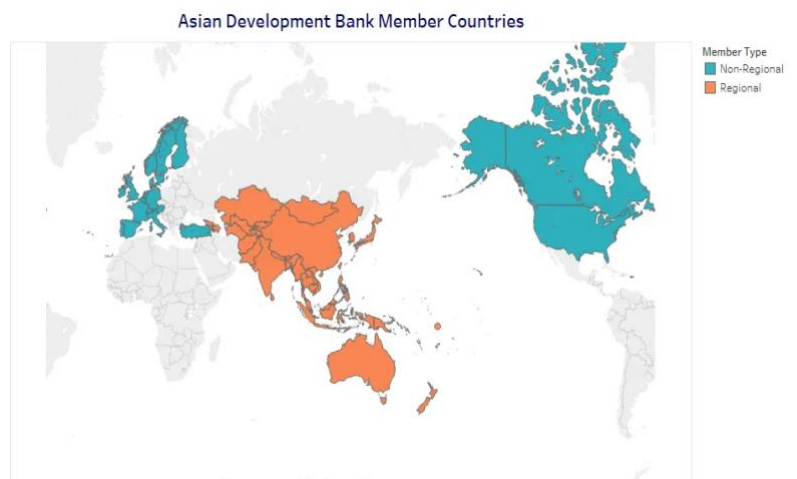 Asian Development Bank Member Countries
Member Type
Non-Regional
Regional